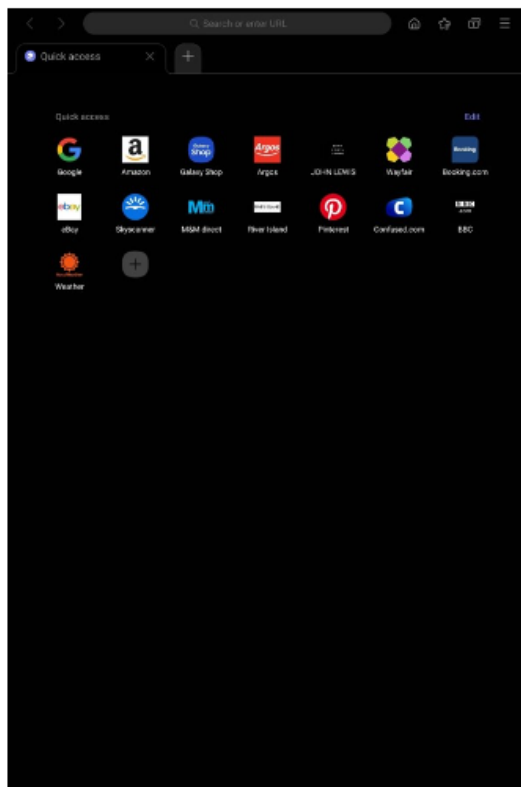 Search or enter URL
Quick access
Quick access Edit
Google Amazon Galaxy Shop Argos JOHN LEWIS Wayfair Booking.com
eBay Skyscanner M&M direct River Island Pinterest Confused.com BBC
Weather